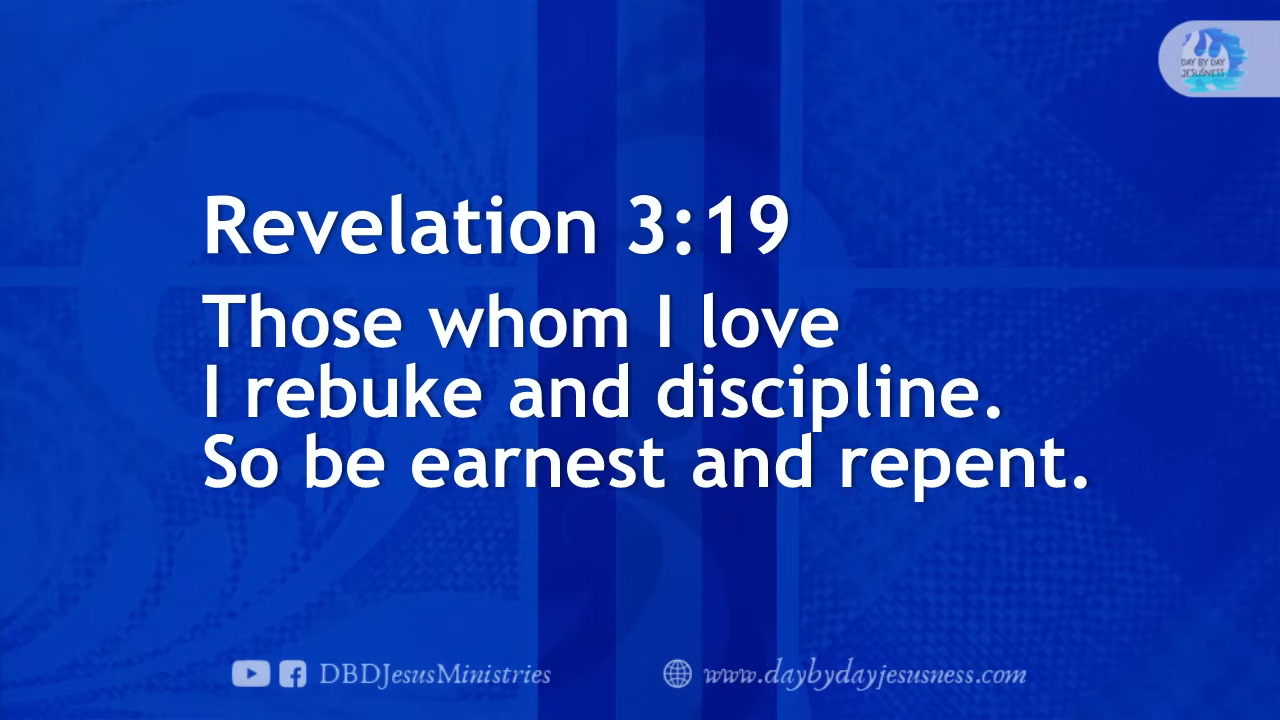 DAY BY DAY
JESUSNESS
Revelation 3:19
Those whom I love
I rebuke and discipline.
So be earnest and repent.
DBDJesusMinistries
www.daybydayjesusness.com